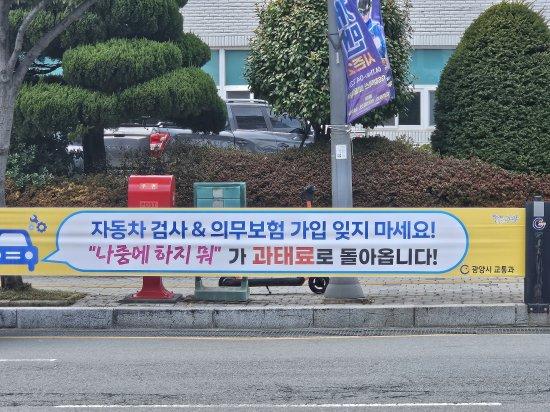 자동차 검사 & 의무보험 가입 잊지 마세요!
"나중에 하지 뭐" 가 과태료로 돌아옵니다!
광양시 교통과